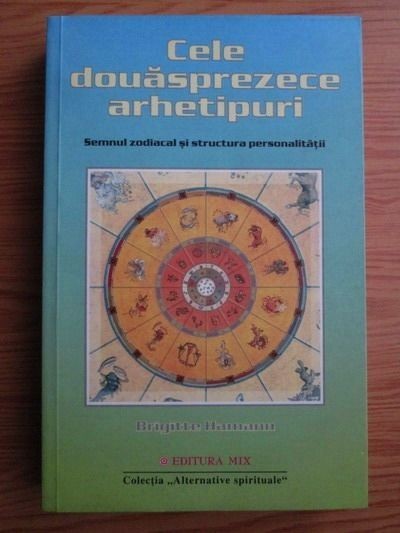 Cele
douăsprezece
arhetipuri
Semnul zodiacal și structura personalității
Brigitte Hamann
EDITURA MIX
Colecția „Alternative spirituale“